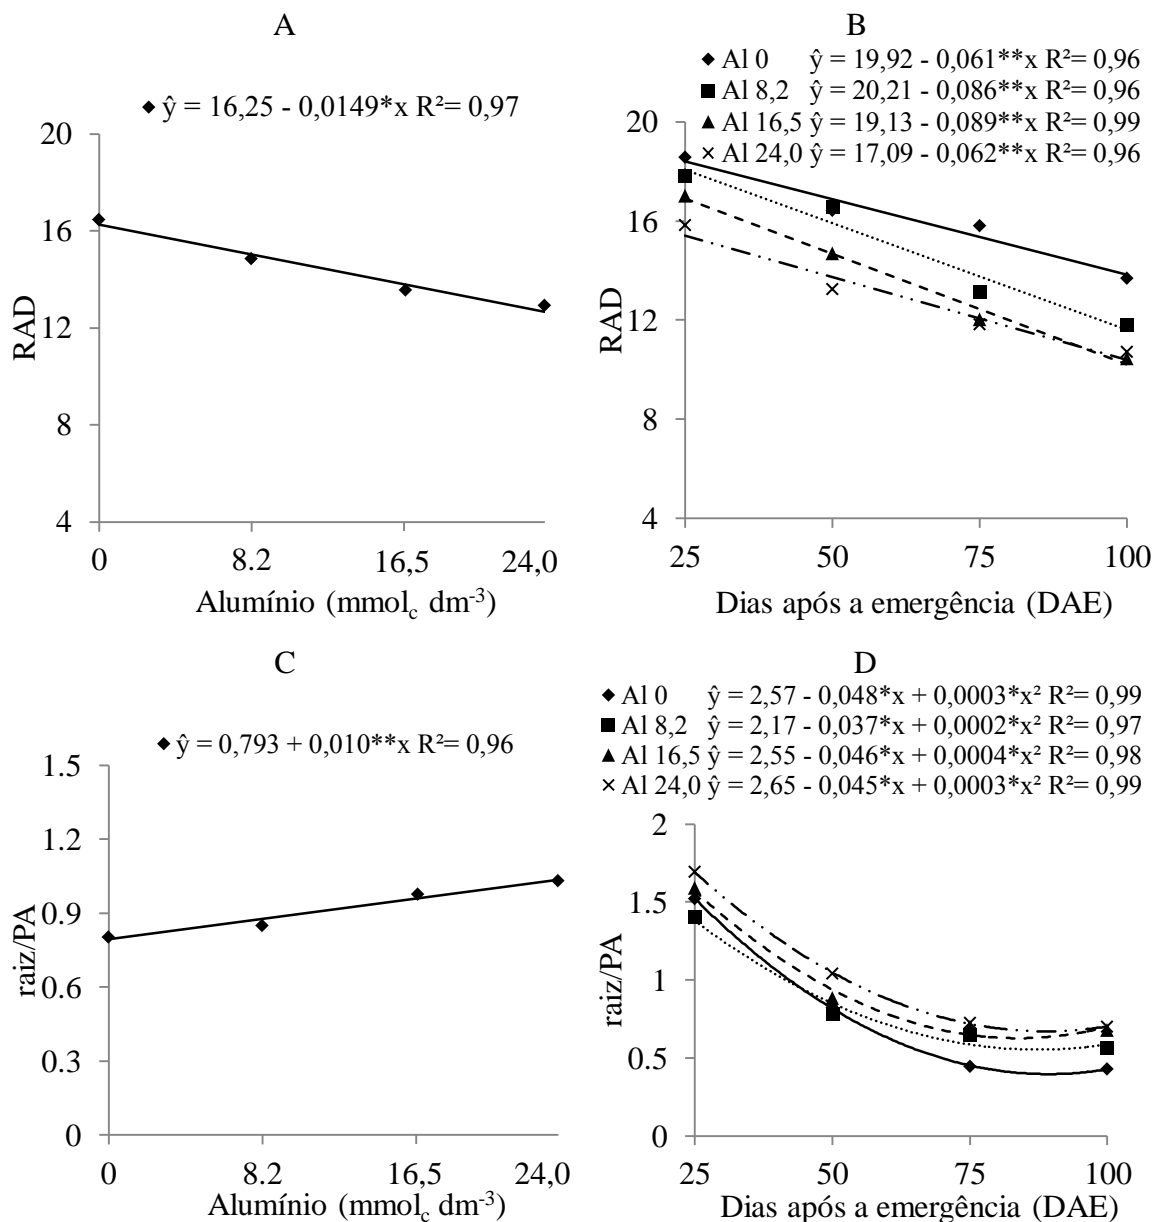 A
ŷ = 16,25 - 0,0149*x R²= 0,97
20
16
12
8
4
RAD
0
8.2
16,5
24,0
Alumínio (mmolc dm-3)
B
Al 0 ŷ = 19,92 - 0,061**x R²= 0,96
Al 8,2 ŷ = 20,21 - 0,086**x R²= 0,96
Al 16,5 ŷ = 19,13 - 0,089**x R²= 0,99
Al 24,0 ŷ = 17,09 - 0,062**x R²= 0,96
20
16
12
8
4
RAD
25
50
75
100
Dias após a emergência (DAE)
C
ŷ = 0,793 + 0,010**x R²= 0,96
1.5
1.2
0.9
0.6
0.3
0
raiz/PA
0
8.2
16,5
24,0
Alumínio (mmolc dm-3)
D
Al 0 ŷ = 2,57 - 0,048*x + 0,0003*x² R²= 0,99
Al 8,2 ŷ = 2,17 - 0,037*x + 0,0002*x² R²= 0,97
Al 16,5 ŷ = 2,55 - 0,046*x + 0,0004*x² R²= 0,98
Al 24,0 ŷ = 2,65 - 0,045*x + 0,0003*x² R²= 0,99
2
1.5
1
0.5
0
raiz/PA
25
50
75
100
Dias após a emergência (DAE)